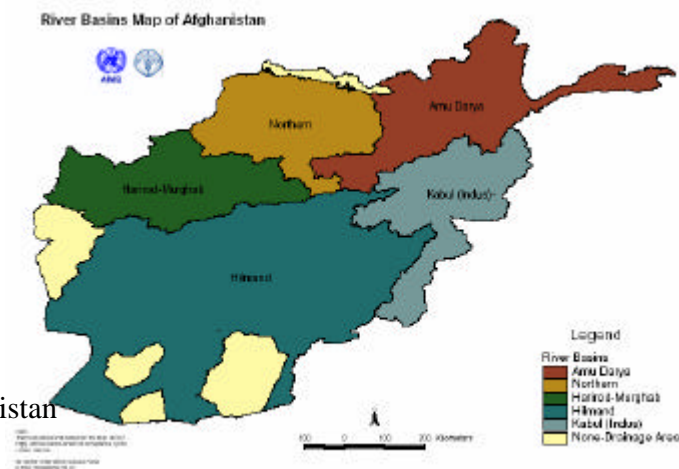 River Basins Map of Afghanistan
AIMS
Amu Darya
Northern
Harirod-Murghab
Kabul (Indus)-
Hilmand
Legend
River Basins
Amu Darya
Northern
Harirod-Murghab
Hilmand
Kabul (Indus)
None-Drainage Area
istan
100 0 100 200 Kilometers